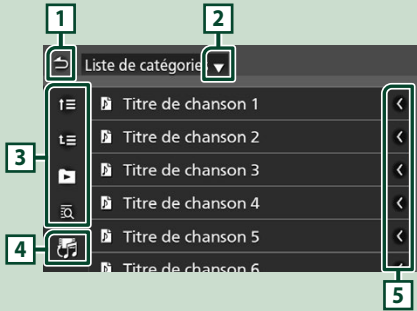 1
2
Liste de catégories
Titre de chanson 1
Titre de chanson 2
Titre de chanson 3
3
Titre de chanson 4
4
Titre de chanson 5
Titre de chanson 6
5